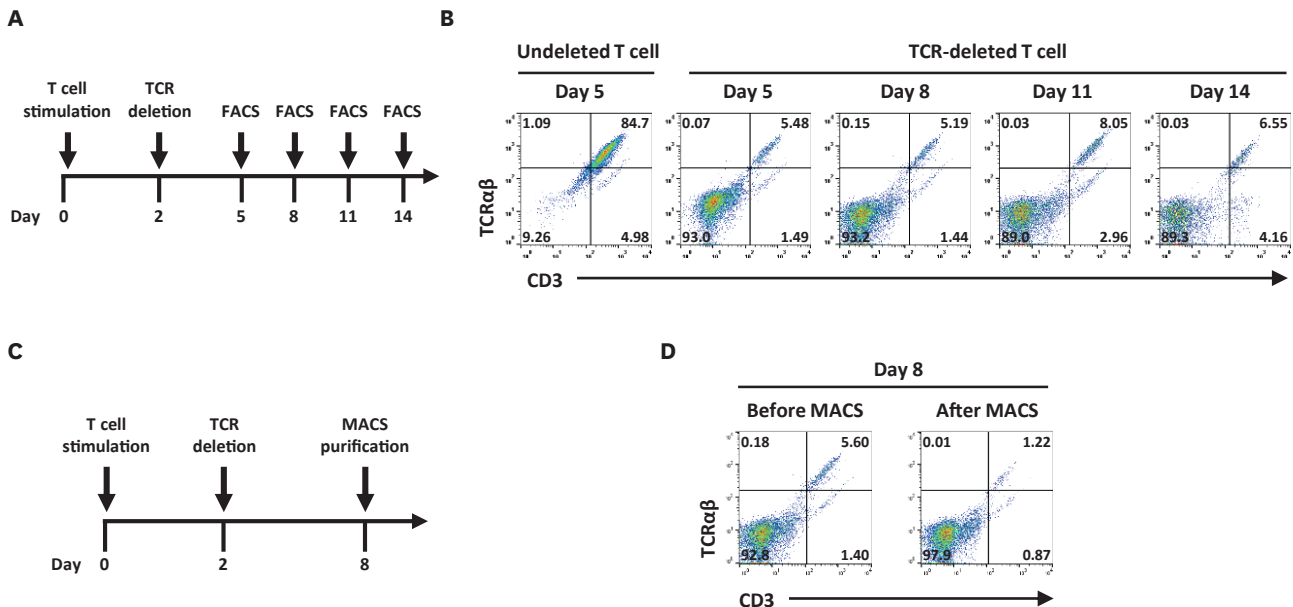 A
T cell
stimulation
TCR
deletion
FACS FACS FACS FACS
Day 0 2 5 8 11 14
B
Undeleted T cell TCR-deleted T cell
Day 5 Day 5 Day 8 Day 11 Day 14
1.09 84.7 0.07 5.48 0.15 5.19 0.03 8.05 0.03 6.55
TCRαβ
9.26 4.98 93.0 1.49 93.2 1.44 89.0 2.96 89.3 4.16
CD3
C
T cell
stimulation
TCR
deletion
MACS
purification
Day 0 2 8
D
Day 8
Before MACS After MACS
0.18 5.60 0.01 1.22
TCRαβ
92.8 1.40 97.9 0.87
CD3